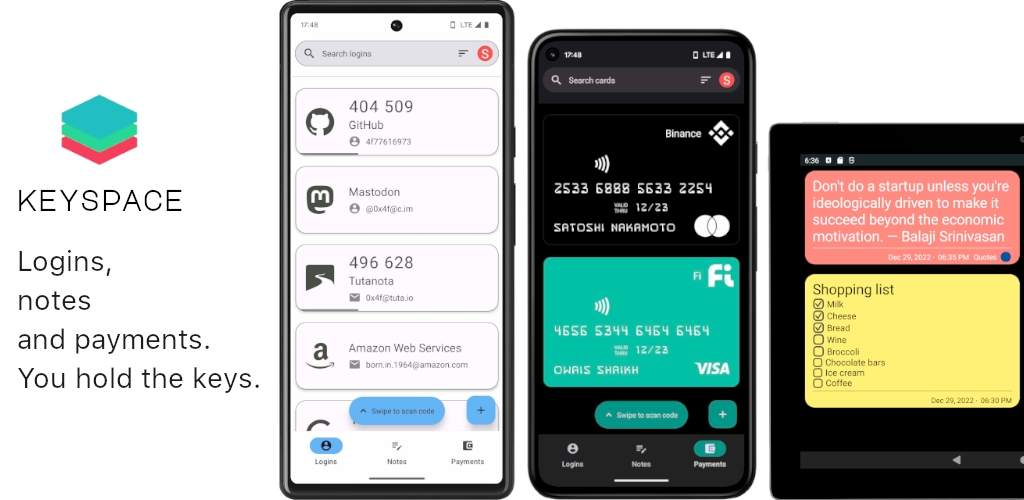 KEYSPACE
Logins,
notes
and payments.
You hold the keys.
17:48
LTE
Search logins
S
404 509
GitHub
4f77616973
Mastodon
@0x4f@c.im
496 628
Tutanota
0x4f@tuta.io
a
Amazon Web Services
born.in.1964@amazon.com
Swipe to scan code
+
Logins
Notes
Payments
17:48
LTE
Search cards
S
Binance
2533 6888 5633 2254
VALID
THRU
12/23
SATOSHI NAKAMOTO
Fi
Fi
4656 5344 6464 6464
VALID
THRU
12/23
OWAIS SHAIKH
VISA
Swipe to scan code
+
Logins
Notes
Payments
6:36
Don't do a startup unless you're
ideologically driven to make it
succeed beyond the economic
motivation. — Balaji Srinivasan
Dec 29, 2022 • 06:35 PM Quotes
Shopping list
Milk
Cheese
Bread
Wine
Broccoli
Chocolate bars
Ice cream
Coffee
Dec 29, 2022 • 06:30 PM